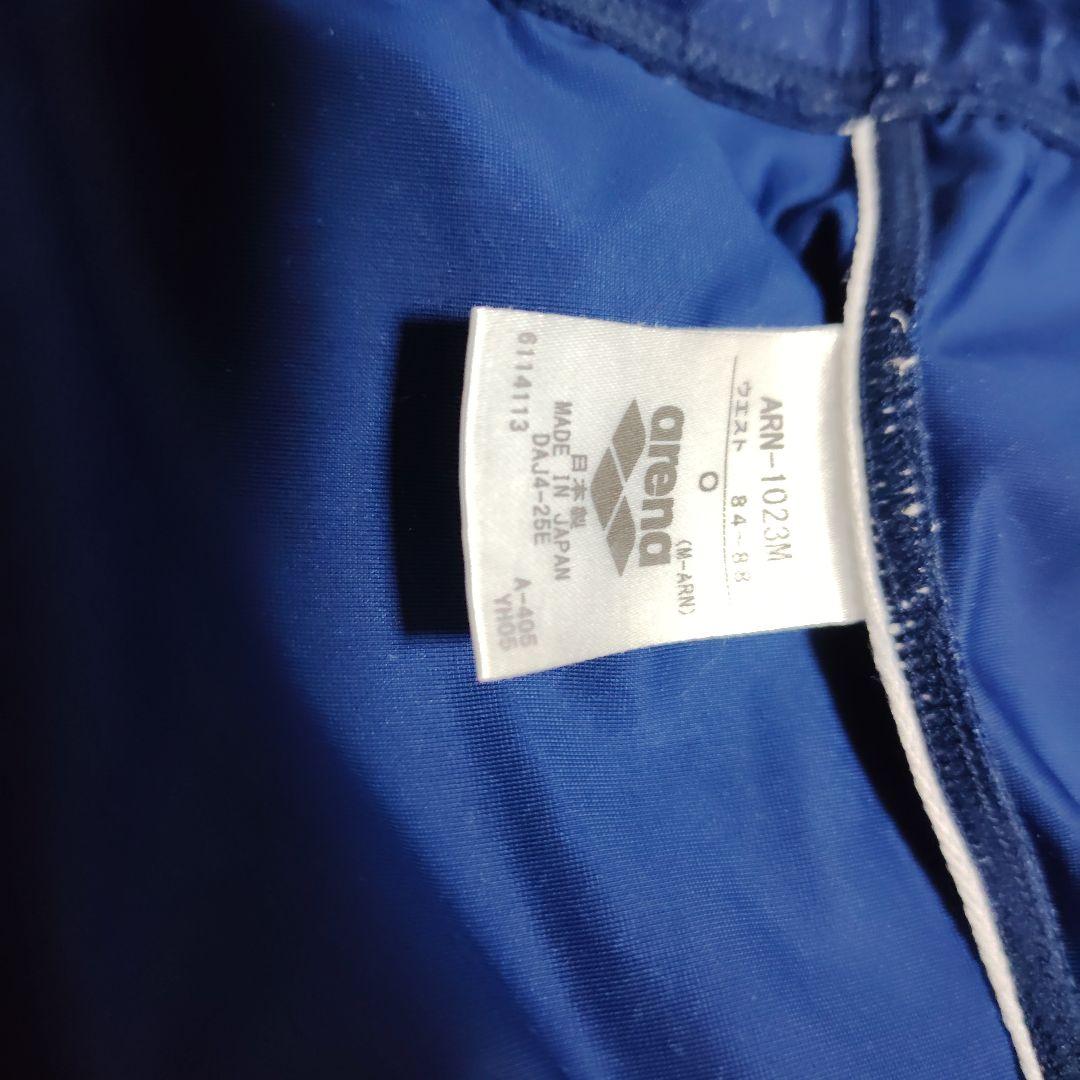 ARN-1023M
ウエスト 84-88
O
(M-ARN)
arena
日本製
MADE IN JAPAN
DAJ4-25E
6114113
A-405
YH05